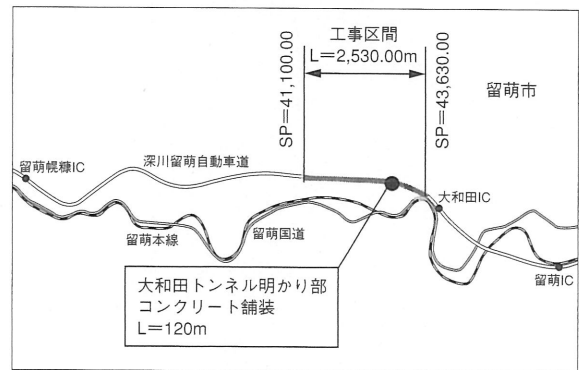 工事区間
L＝2,530.00m
SP＝41,100.00
SP＝43,630.00
留萌市
留萌幌糠IC
深川留萌自動車道
大和田IC
留萌本線
留萌国道
留萌IC
大和田トンネル明かり部
コンクリート舗装
L＝120m